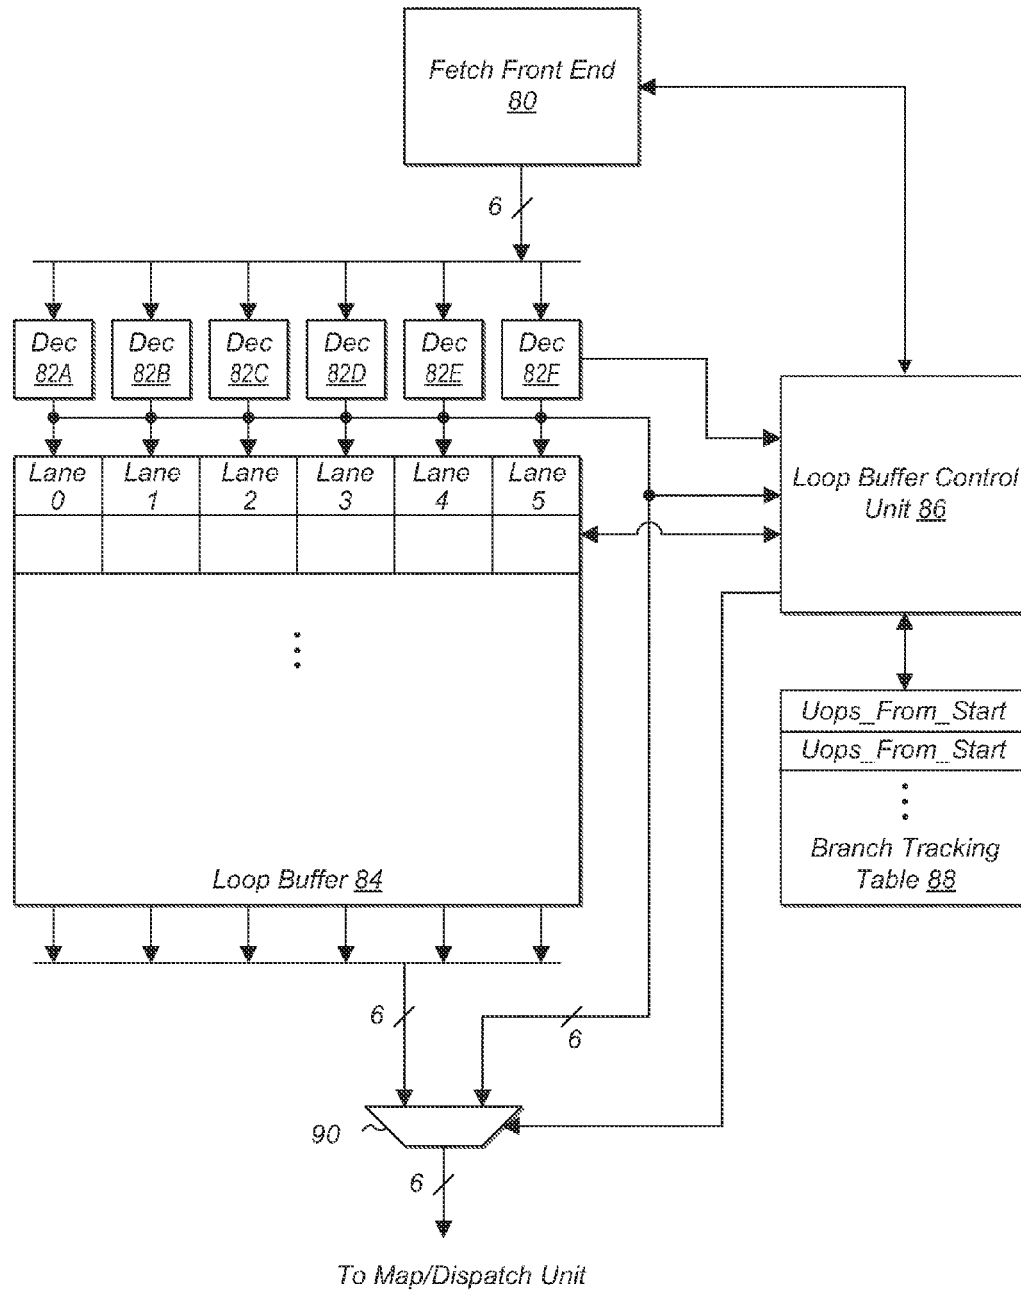 Fetch Front End
80
6
Dec
82A
Dec
82B
Dec
82C
Dec
82D
Dec
82E
Dec
82F
Lane
0
Lane
1
Lane
2
Lane
3
Lane
4
Lane
5
Loop Buffer Control
Unit 86
Uops_From_Start
Uops_From_Start
Branch Tracking
Table 88
Loop Buffer 84
6
6
90
6
To Map/Dispatch Unit